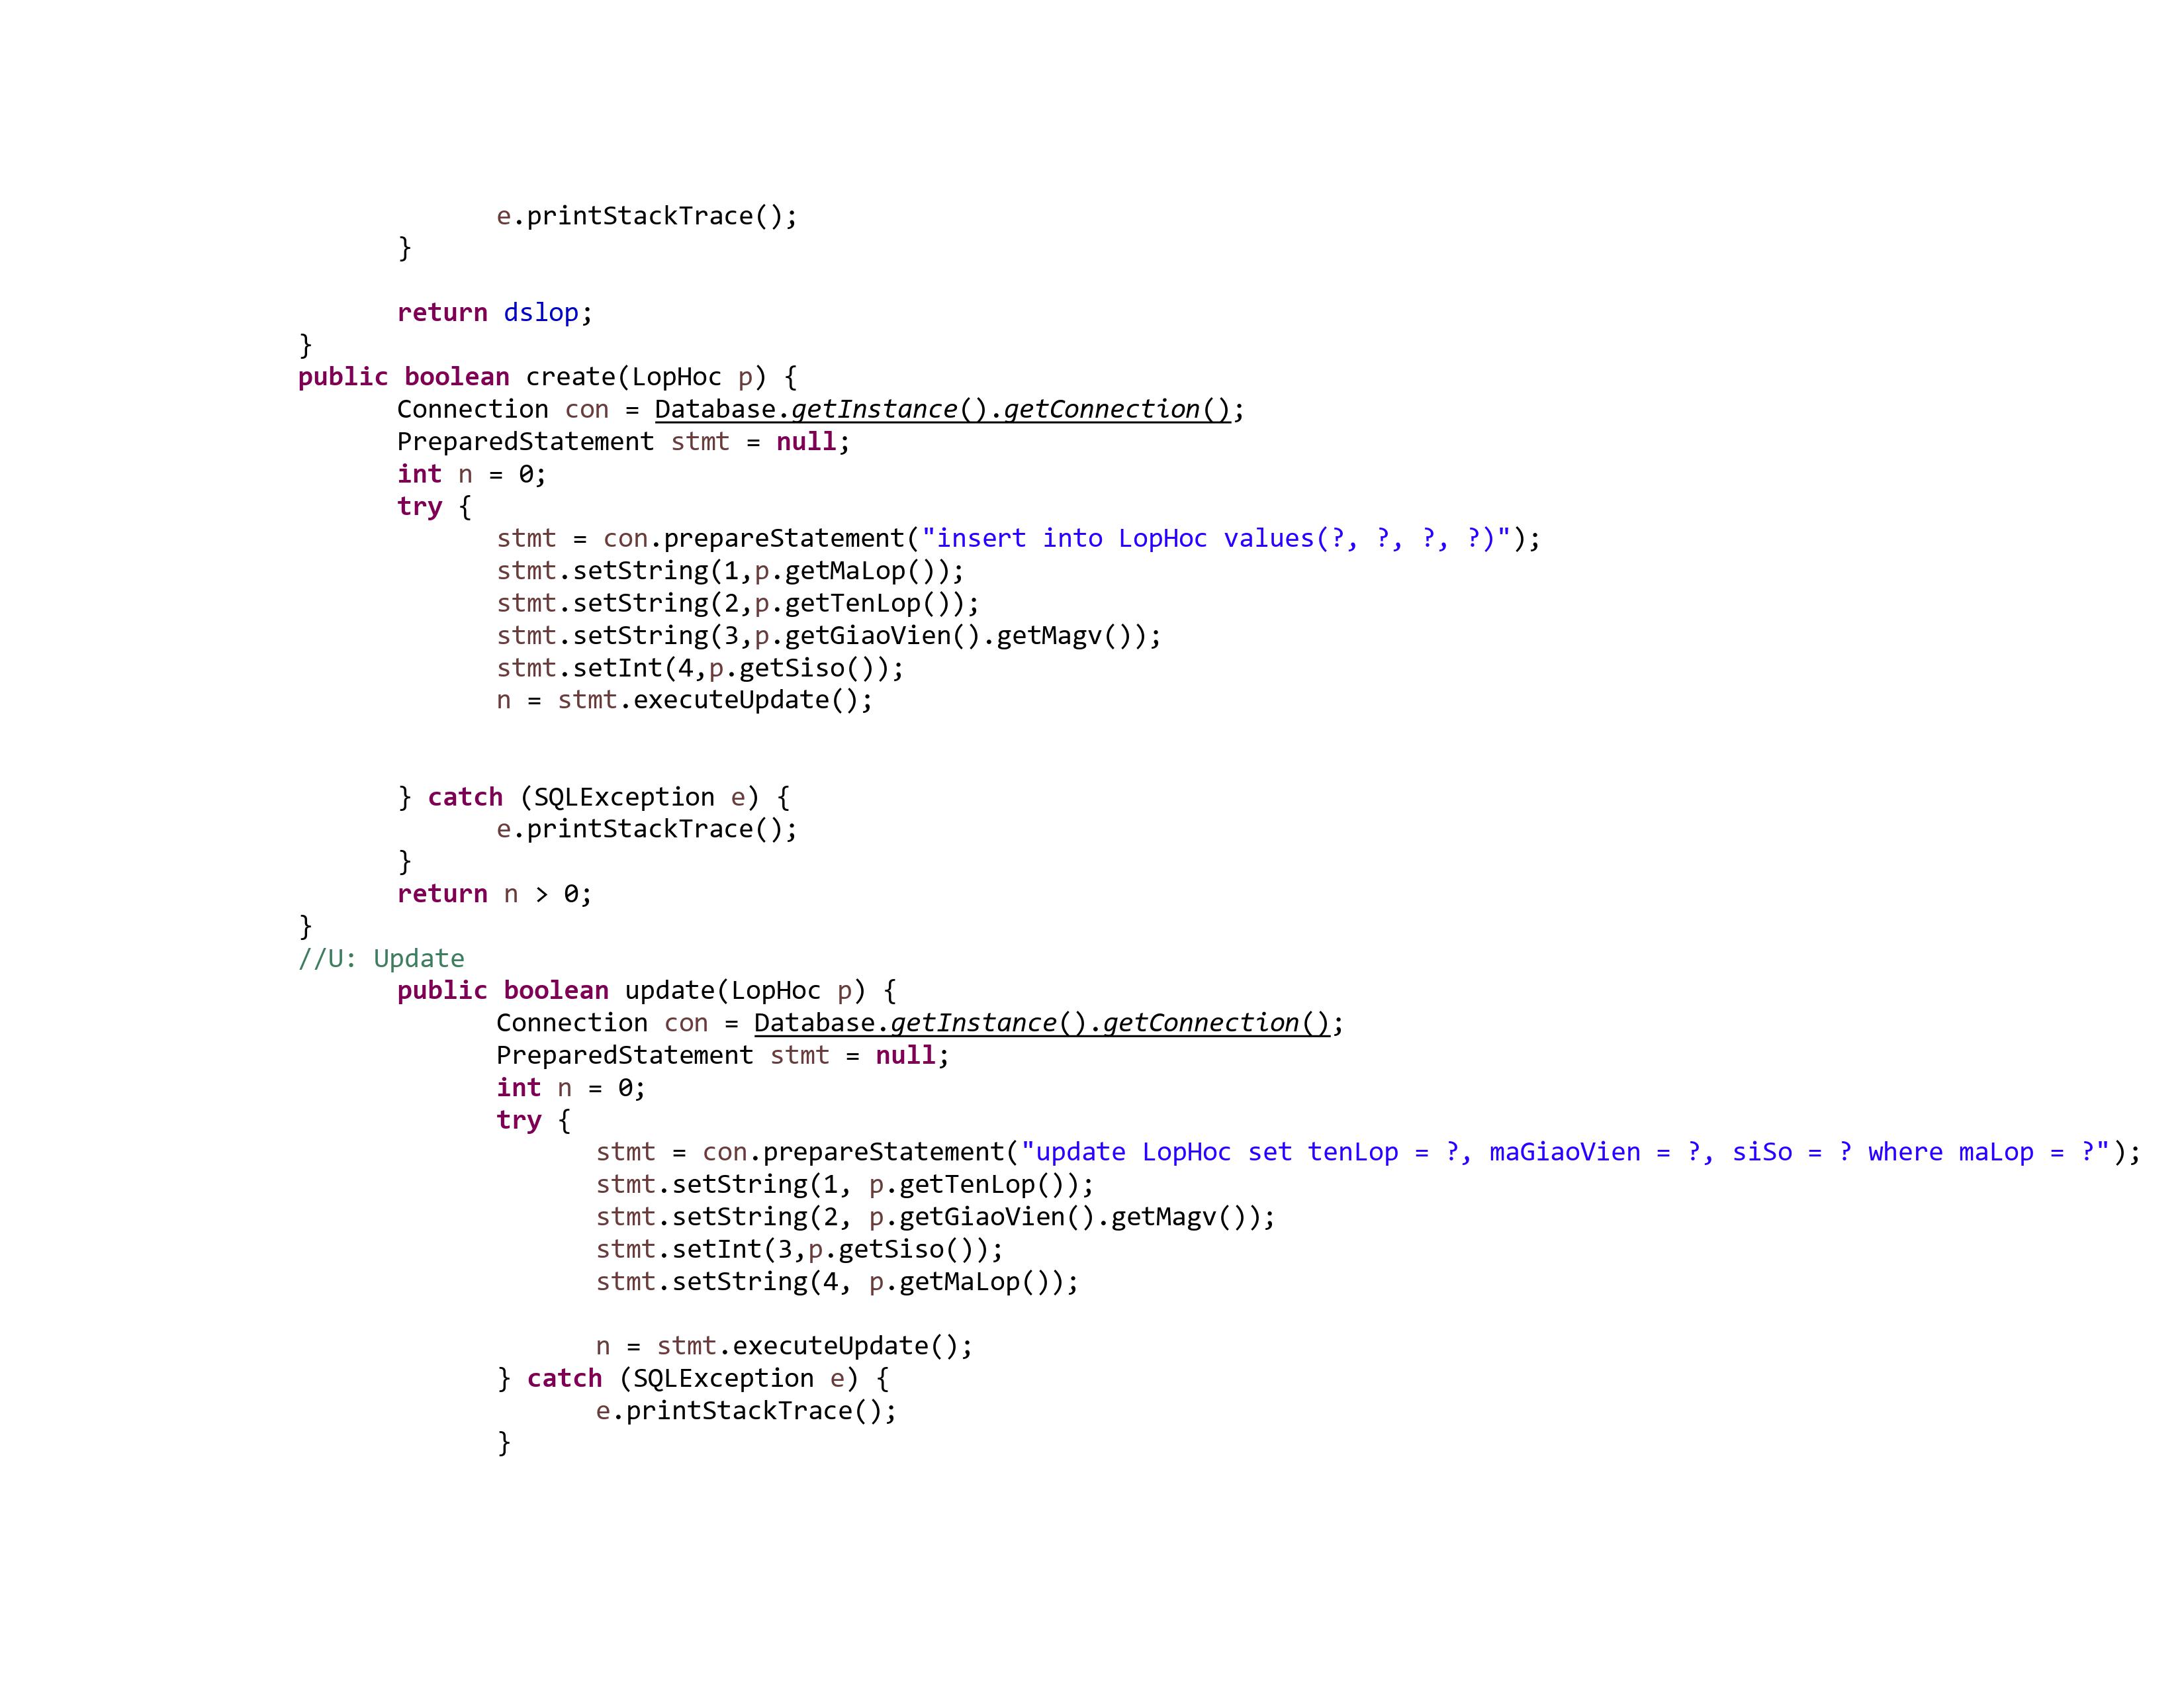 e.printStackTrace();
}
return dslop;
}
public boolean create(LopHoc p) {
Connection con = Database.getInstance().getConnection();
PreparedStatement stmt = null;
int n = 0;
try {
stmt = con.prepareStatement("insert into LopHoc values(?, ?, ?, ?)");
stmt.setString(1,p.getMaLop());
stmt.setString(2,p.getTenLop());
stmt.setString(3,p.getGiaoVien().getMagv());
stmt.setInt(4,p.getSiso());
n = stmt.executeUpdate();
} catch (SQLException e) {
e.printStackTrace();
}
return n > 0;
}
//U: Update
public boolean update(LopHoc p) {
Connection con = Database.getInstance().getConnection();
PreparedStatement stmt = null;
int n = 0;
try {
stmt = con.prepareStatement("update LopHoc set tenLop = ?, maGiaoVien = ?, siSo = ? where maLop = ?");
stmt.setString(1, p.getTenLop());
stmt.setString(2, p.getGiaoVien().getMagv());
stmt.setInt(3,p.getSiso());
stmt.setString(4, p.getMaLop());
n = stmt.executeUpdate();
} catch (SQLException e) {
e.printStackTrace();
}